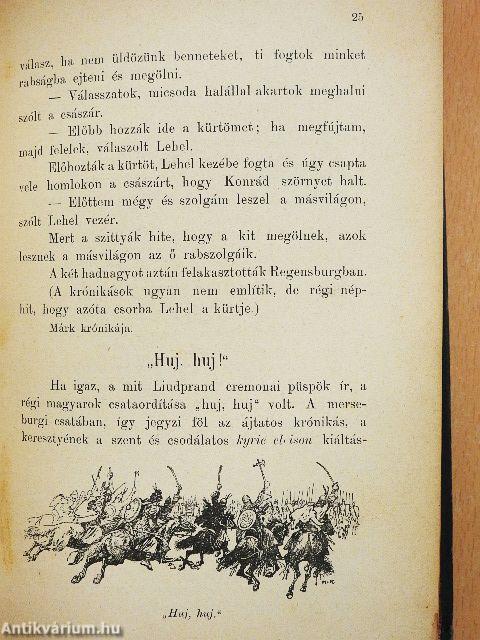 25
válasz, ha nem üldözünk benneteket, ti fogtok minket
rabságba ejteni és megölni.
— Válasszatok, micsoda halállal akartok meghalni
szólt a császár.
— Előbb hozzák ide a kürtömet; ha megfújtam,
majd felelek, válaszolt Lehel.
Előhozták a kürtöt, Lehel kezébe fogta és úgy csapta
vele homlokon a császárt, hogy Konrád szörnyet halt.
— Előttem mégy és szolgám leszel a másvilágon,
szólt Lehel vezér.
Mert a szittyák hite, hogy a kit megölnek, azok
lesznek a másvilágon az ő rabszolgáik.
A két hadnagyot aztán felakasztották Regensburgban.
(A krónikások ugyan nem említik, de régi nép-
hit, hogy azóta csorba Lehel a kürtje.)
Márk krónikája.
„Huj, huj!“
Ha igaz, a mit Liudprand cremonai püspök ír, a
régi magyarok csataordítása „huj, huj“ volt. A merse-
burgi csatában, így jegyzi föl az ájtatos krónikás, a
keresztyének a szent és csodálatos kyrie eleison kiáltás-
„Huj, huj.“
Antikvárium.hu